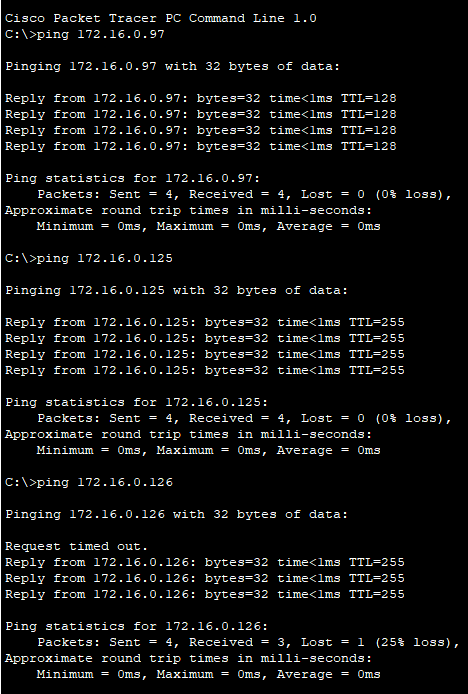 Cisco Packet Tracer PC Command Line 1.0
C:\>ping 172.16.0.97
Pinging 172.16.0.97 with 32 bytes of data:
Reply from 172.16.0.97: bytes=32 time<1ms TTL=128
Reply from 172.16.0.97: bytes=32 time<1ms TTL=128
Reply from 172.16.0.97: bytes=32 time<1ms TTL=128
Reply from 172.16.0.97: bytes=32 time<1ms TTL=128
Ping statistics for 172.16.0.97:
Packets: Sent = 4, Received = 4, Lost = 0 (0% loss),
Approximate round trip times in milli-seconds:
Minimum = 0ms, Maximum = 0ms, Average = 0ms
C:\>ping 172.16.0.125
Pinging 172.16.0.125 with 32 bytes of data:
Reply from 172.16.0.125: bytes=32 time<1ms TTL=255
Reply from 172.16.0.125: bytes=32 time<1ms TTL=255
Reply from 172.16.0.125: bytes=32 time<1ms TTL=255
Reply from 172.16.0.125: bytes=32 time<1ms TTL=255
Ping statistics for 172.16.0.125:
Packets: Sent = 4, Received = 4, Lost = 0 (0% loss),
Approximate round trip times in milli-seconds:
Minimum = 0ms, Maximum = 0ms, Average = 0ms
C:\>ping 172.16.0.126
Pinging 172.16.0.126 with 32 bytes of data:
Request timed out.
Reply from 172.16.0.126: bytes=32 time<1ms TTL=255
Reply from 172.16.0.126: bytes=32 time<1ms TTL=255
Reply from 172.16.0.126: bytes=32 time<1ms TTL=255
Ping statistics for 172.16.0.126:
Packets: Sent = 4, Received = 3, Lost = 1 (25% loss),
Approximate round trip times in milli-seconds:
Minimum = 0ms, Maximum = 0ms, Average = 0ms